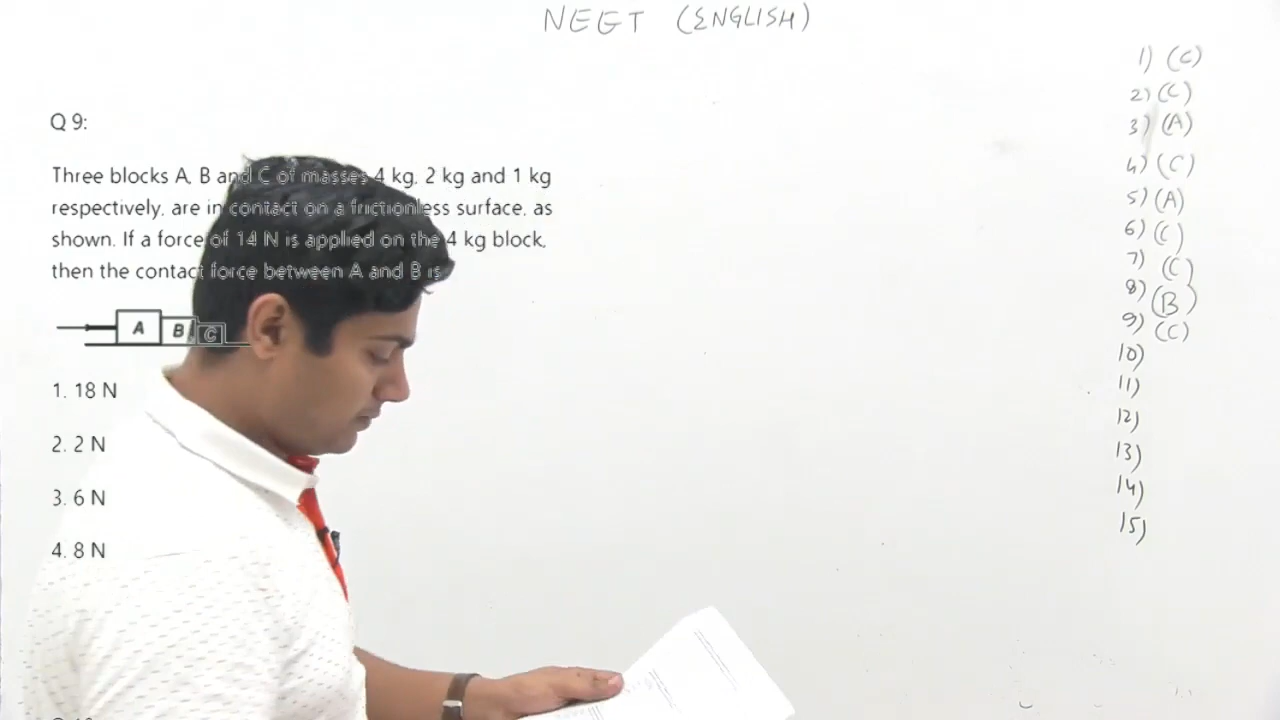 NEET (ENGLISH)
Q 9:
Three blocks A, B and C of masses 4 kg, 2 kg and 1 kg
respectively, are in contact on a frictionless surface, as
shown. If a force of 14 N is applied on the 4 kg block,
then the contact force between A and B is
A B C
1. 18 N
2. 2 N
3. 6 N
4. 8 N
1) (C)
2) (C)
3) (A)
4) (C)
5) (A)
6) (C)
7) (C)
8) (B)
9) (C)
10)
11)
12)
13)
14)
15)